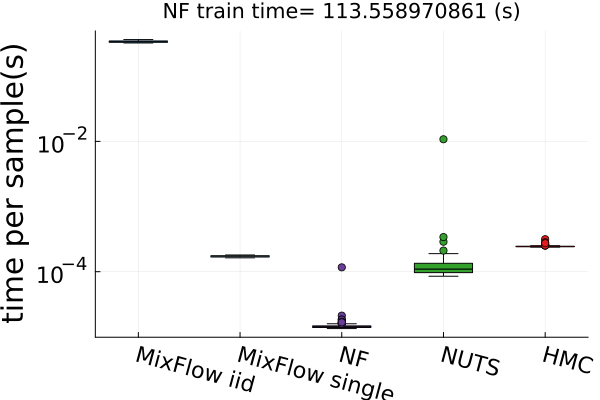 NF train time= 113.558970861 (s)
time per sample(s)
10⁻²
10⁻⁴
MixFlow iid
MixFlow single
NF
NUTS
HMC